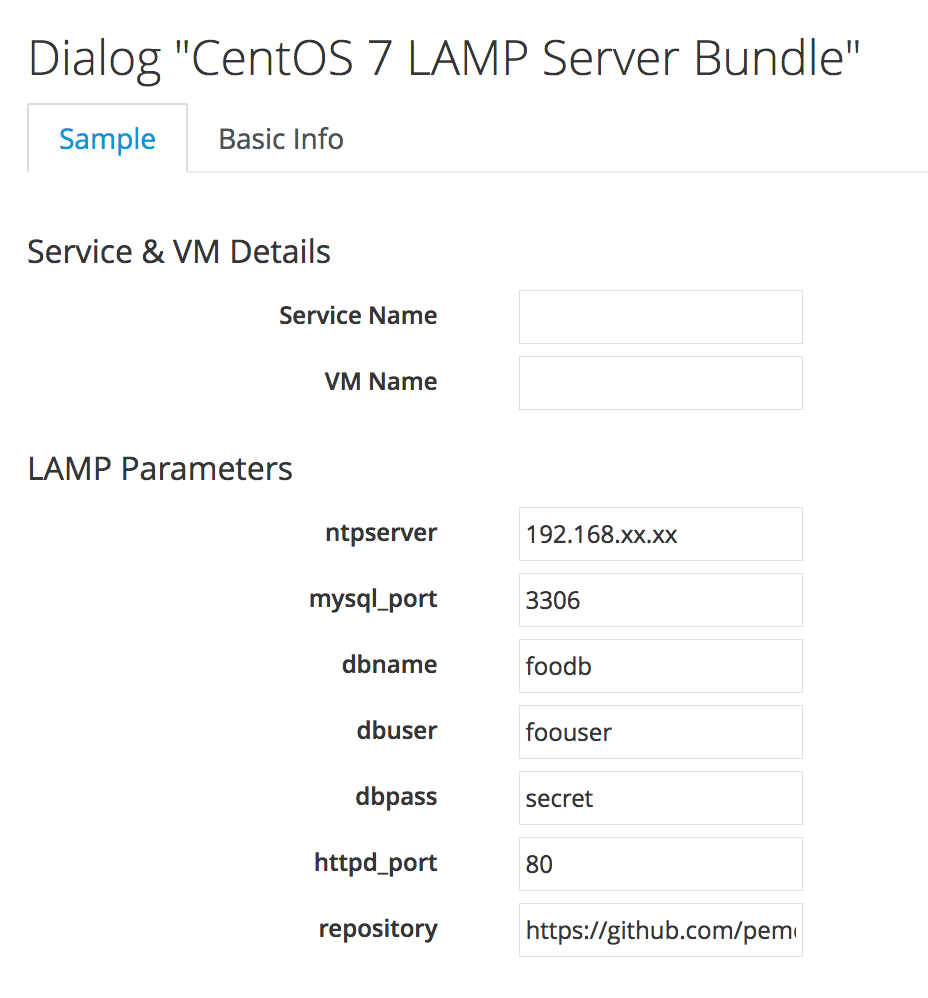 Dialog "CentOS 7 LAMP Server Bundle"
Sample Basic Info
Service & VM Details
Service Name
VM Name
LAMP Parameters
ntpserver 192.168.xx.xx
mysql_port 3306
dbname foodb
dbuser foouser
dbpass secret
httpd_port 80
repository https://github.com/pem